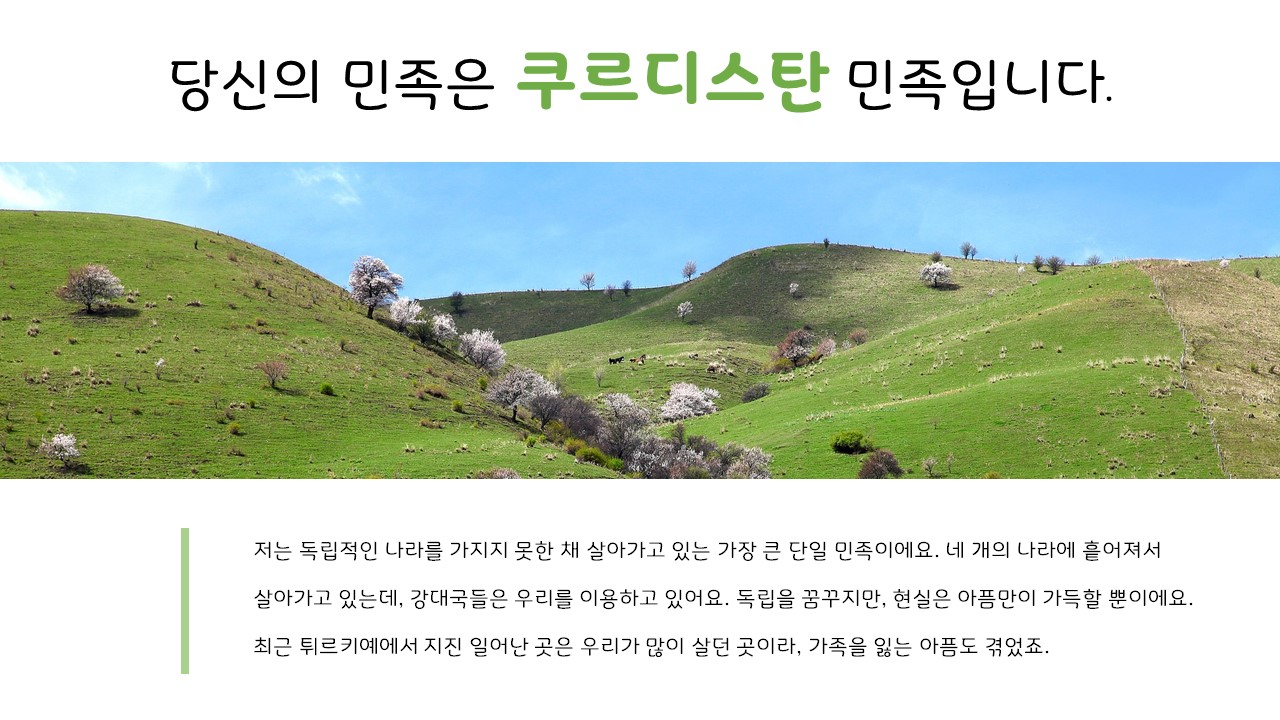 당신의 민족은 쿠르디스탄 민족입니다.
저는 독립적인 나라를 가지지 못한 채 살아가고 있는 가장 큰 단일 민족이에요. 네 개의 나라에 흩어져서
살아가고 있는데, 강대국들은 우리를 이용하고 있어요. 독립을 꿈꾸지만, 현실은 아픔만이 가득할 뿐이에요.
최근 튀르키예에서 지진 일어난 곳은 우리가 많이 살던 곳이라, 가족을 잃는 아픔도 겪었죠.